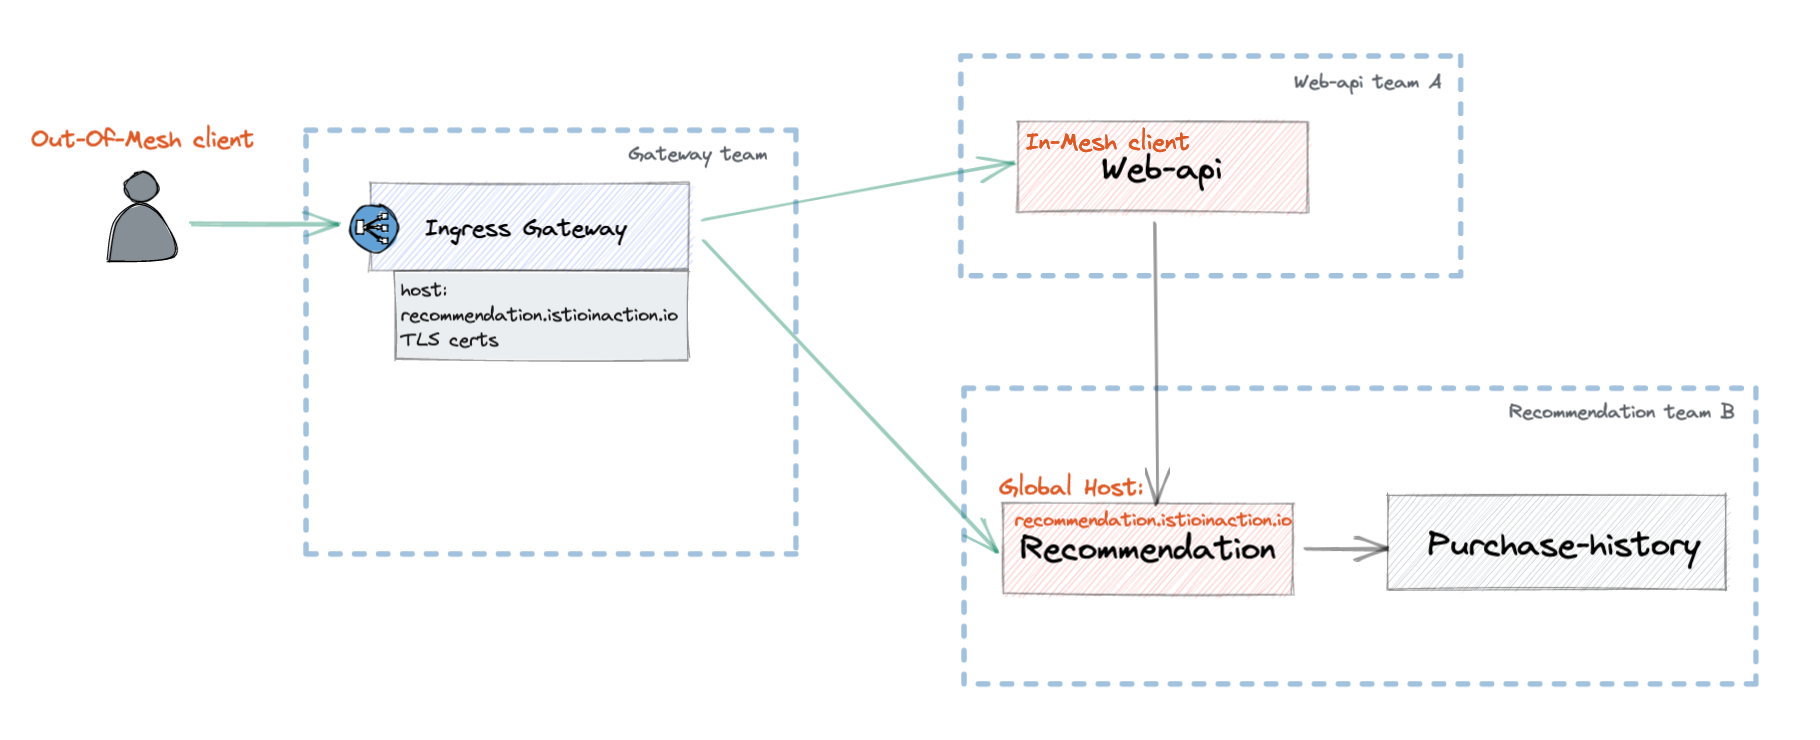 Out-Of-Mesh client
Gateway team
Ingress Gateway
host:
recommendation.istioinaction.io
TLS certs
Web-api team A
In-Mesh client
Web-api
Recommendation team B
Global Host:
recommendation.istioinaction.io
Recommendation
Purchase-history